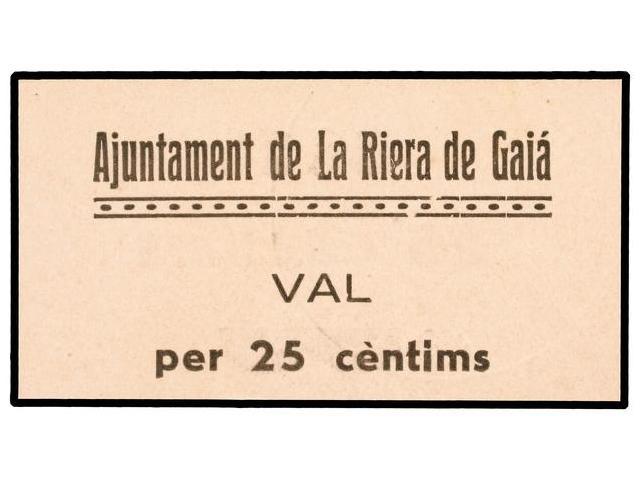 Ajuntament de La Riera de Gaiá
VAL
per 25 cèntims